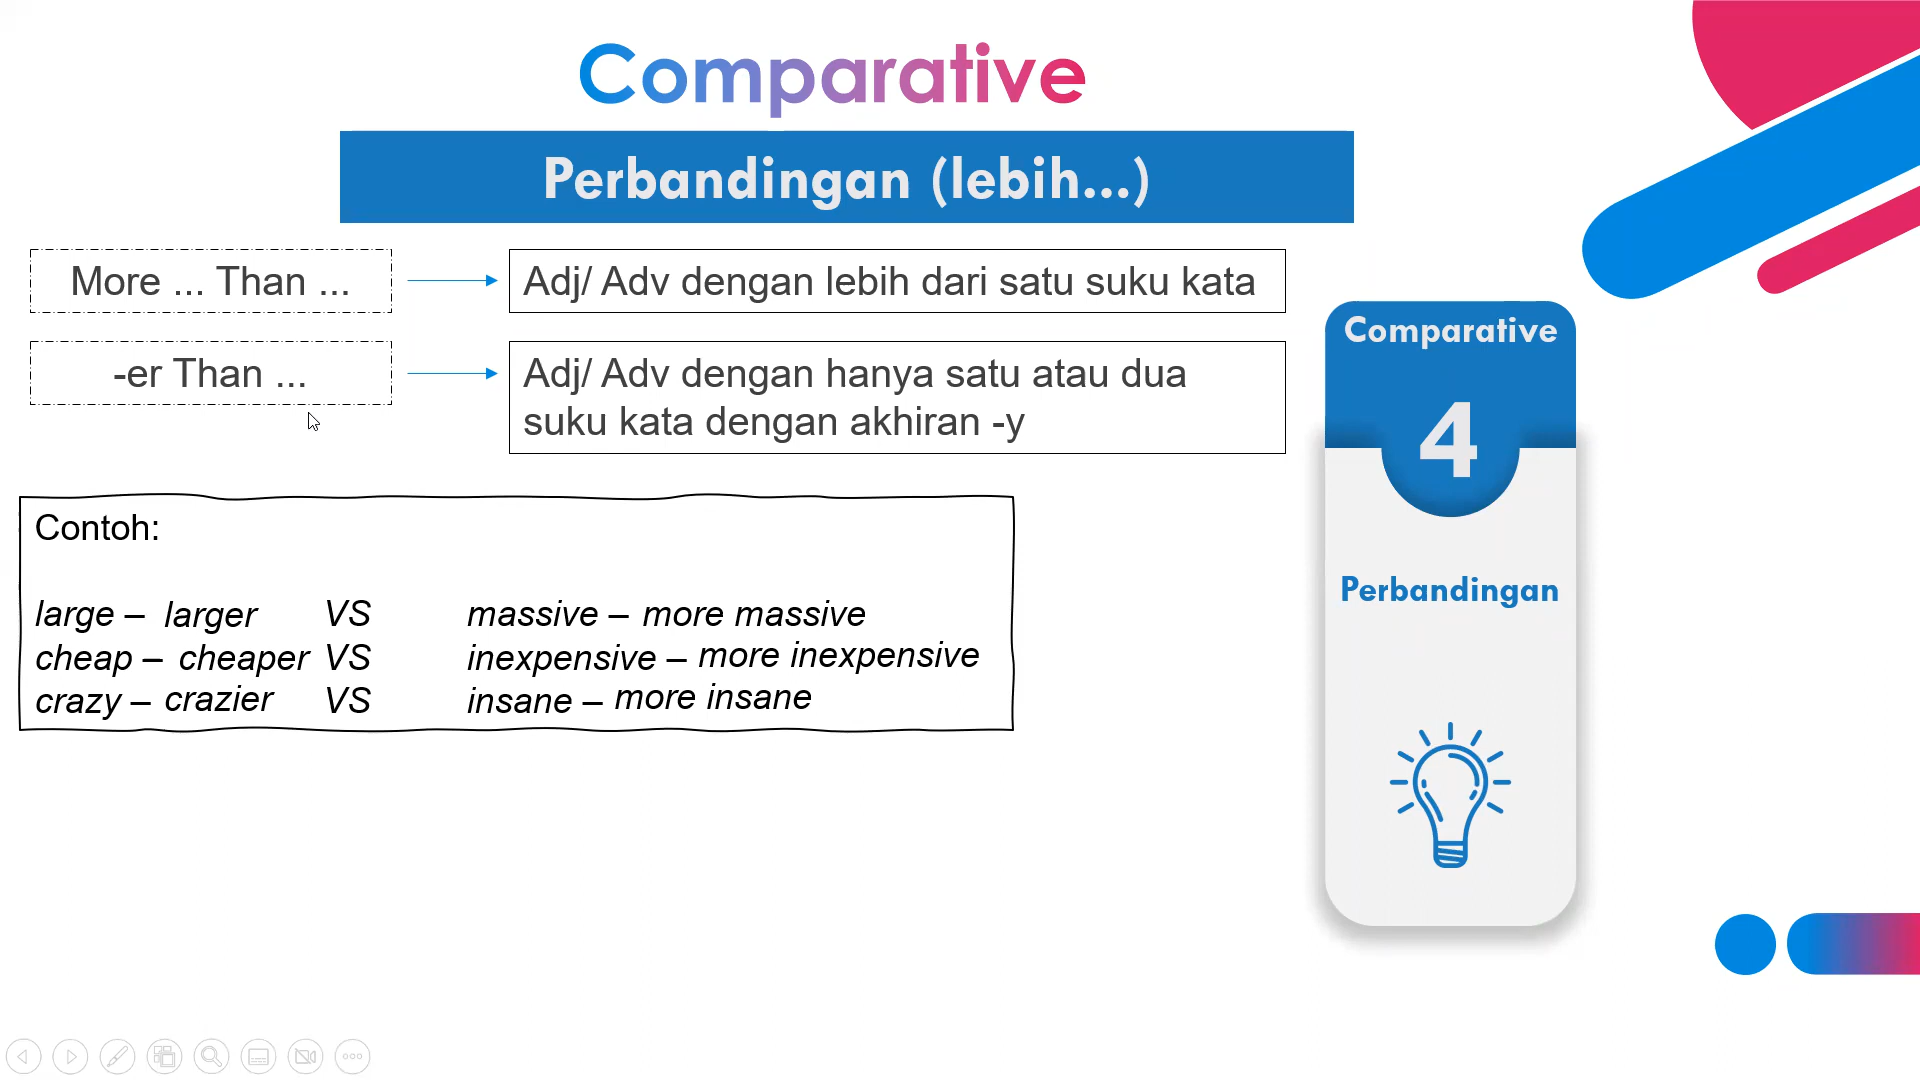 Comparative
Perbandingan (lebih...)
More ... Than ...
Adj/ Adv dengan lebih dari satu suku kata
-er Than ...
Adj/ Adv dengan hanya satu atau dua
suku kata dengan akhiran -y
Comparative
4
Perbandingan
Contoh:
large – larger VS massive – more massive
cheap – cheaper VS inexpensive – more inexpensive
crazy – crazier VS insane – more insane